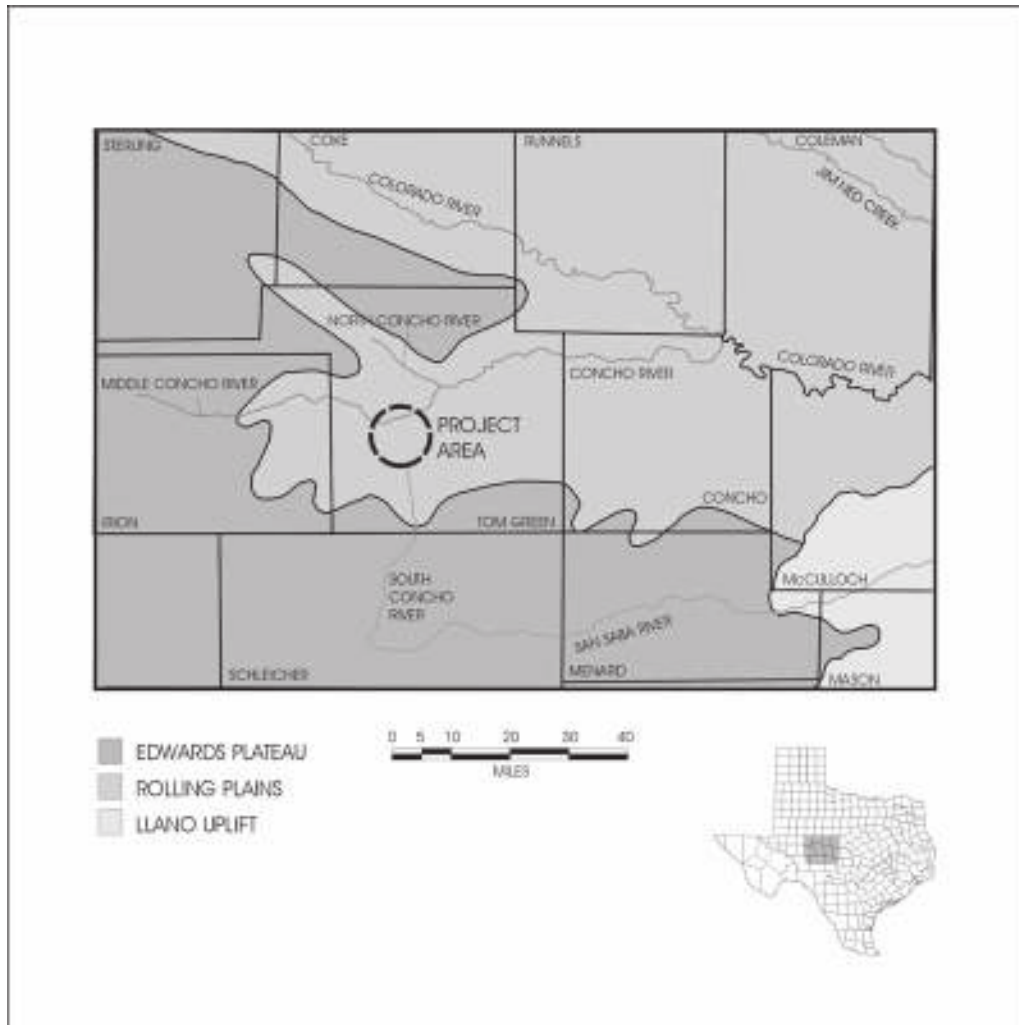 STERLING
COKE
RUNNELS
COLEMAN
COLORADO RIVER
JIM NED CREEK
NORTH CONCHO RIVER
MIDDLE CONCHO RIVER
CONCHO RIVER
COLORADO RIVER
PROJECT
AREA
CONCHO
IRION
TOM GREEN
McCULLOCH
SOUTH
CONCHO
RIVER
SAN SABA RIVER
SCHLEICHER
MENARD
MASON
EDWARDS PLATEAU
ROLLING PLAINS
LLANO UPLIFT
0 5 10 20 30 40
MILES